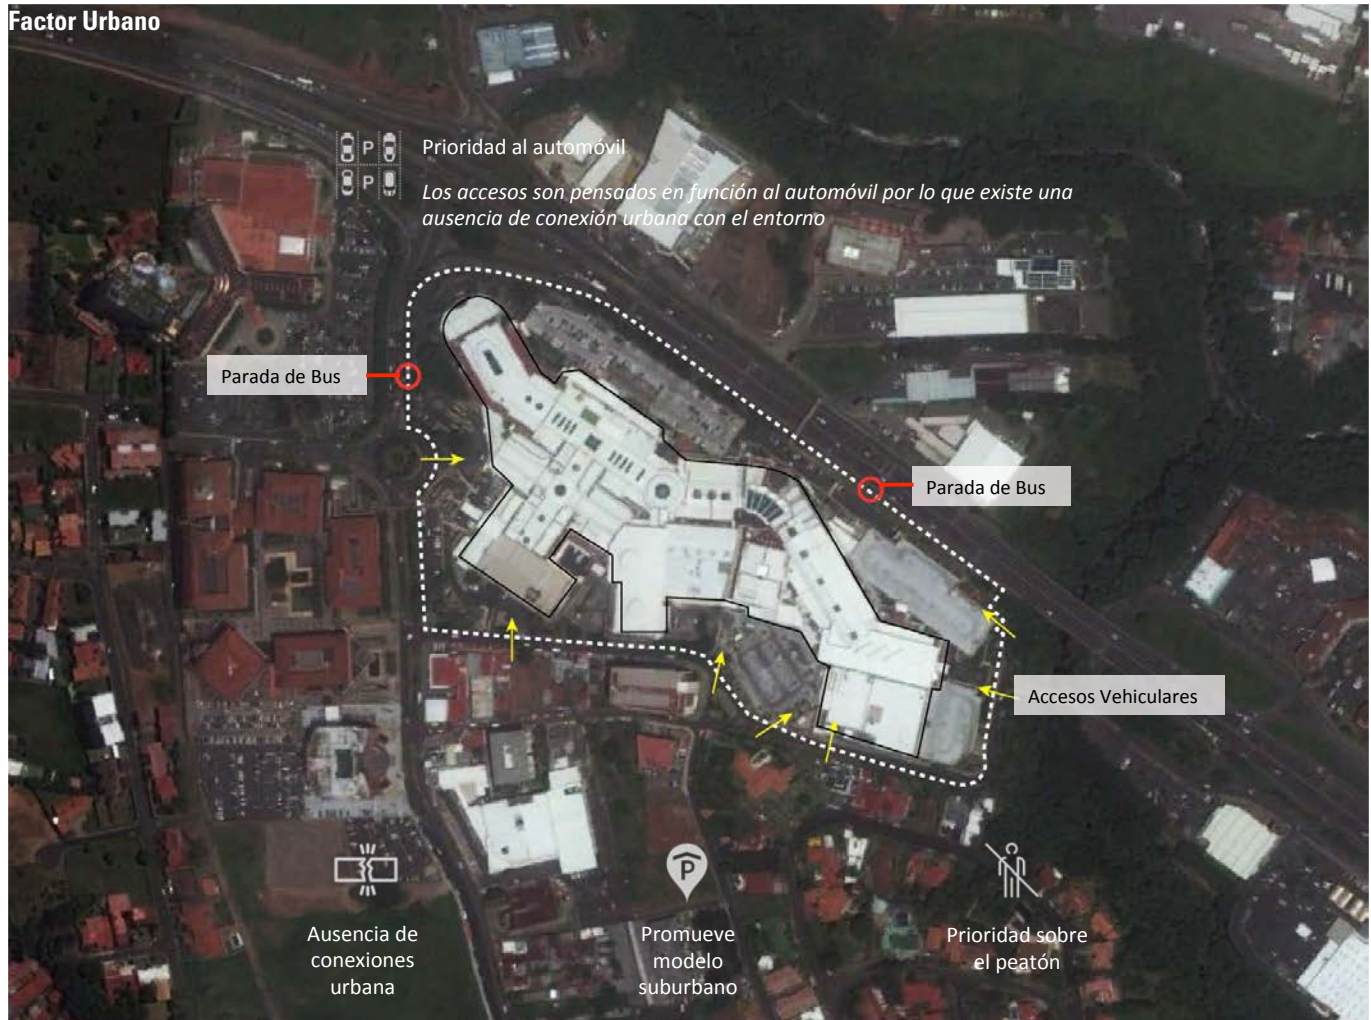 Factor Urbano
P
P
Prioridad al automóvil
Los accesos son pensados en función al automóvil por lo que existe una
ausencia de conexión urbana con el entorno
Parada de Bus
Parada de Bus
Accesos Vehiculares
P
Ausencia de
conexiones
urbana
Promueve
modelo
suburbano
Prioridad sobre
el peatón